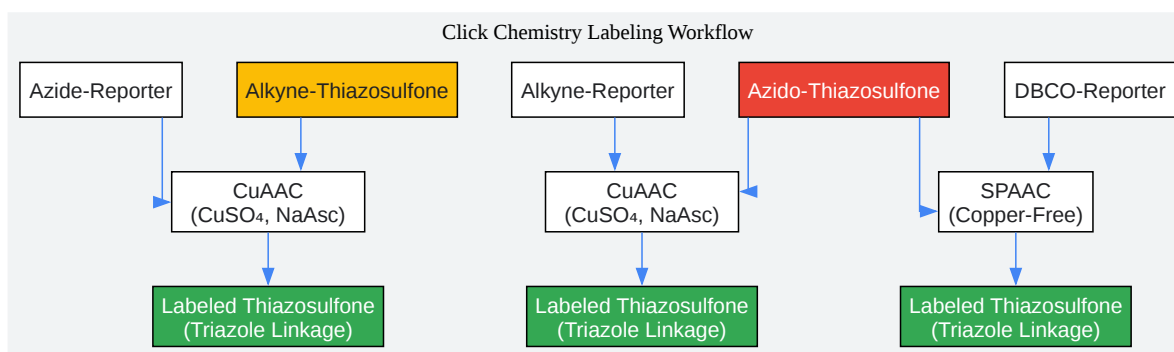 Click Chemistry Labeling Workflow
Azide-Reporter
Alkyne-Thiazosulfone
Alkyne-Reporter
Azido-Thiazosulfone
DBCO-Reporter
CuAAC
(CuSO₄, NaAsc)
CuAAC
(CuSO₄, NaAsc)
SPAAC
(Copper-Free)
Labeled Thiazosulfone
(Triazole Linkage)
Labeled Thiazosulfone
(Triazole Linkage)
Labeled Thiazosulfone
(Triazole Linkage)